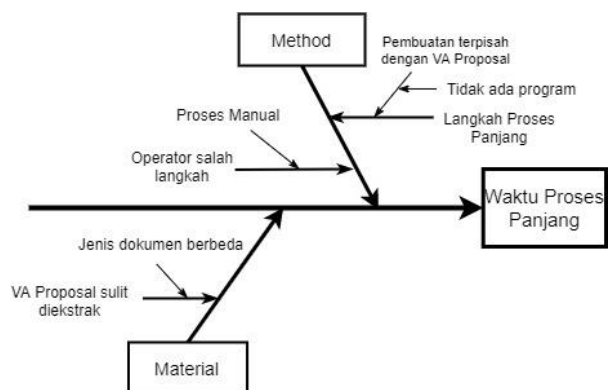 Method
Pembuatan terpisah
dengan VA Proposal
Tidak ada program
Langkah Proses
Panjang
Proses Manual
Operator salah
langkah
Waktu Proses
Panjang
Jenis dokumen berbeda
VA Proposal sulit
diekstrak
Material